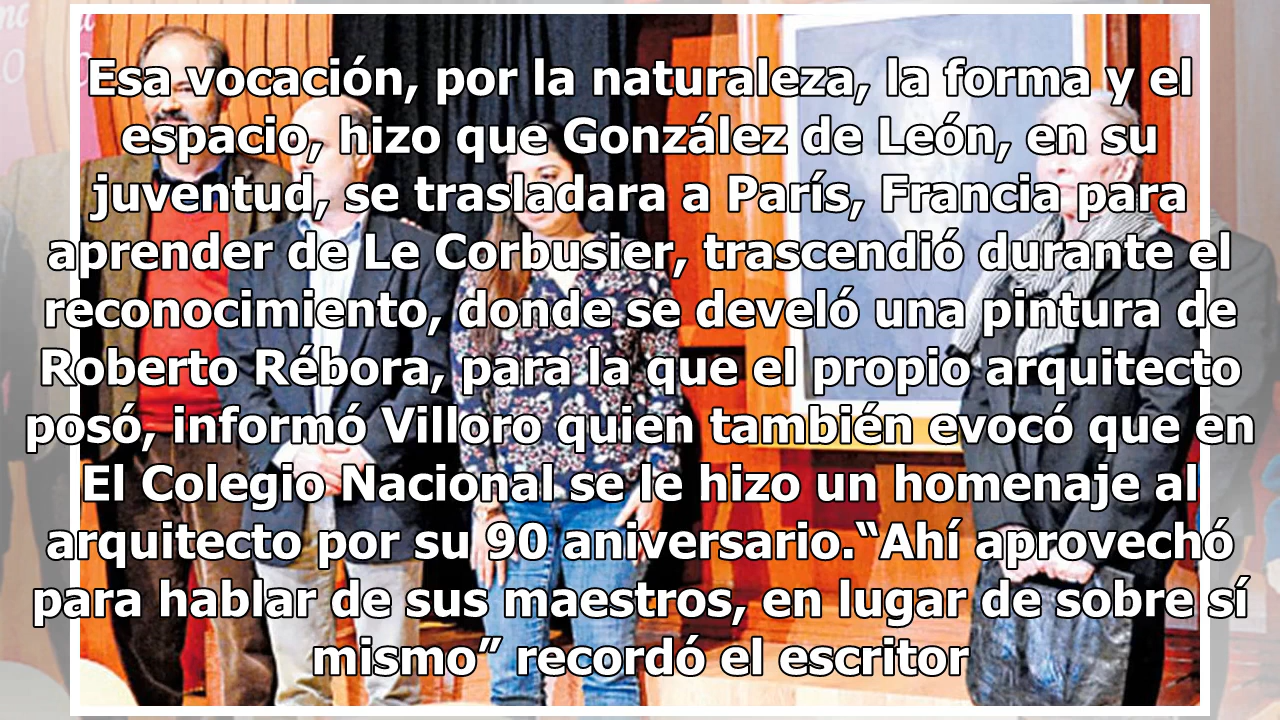 Esa vocación, por la naturaleza, la forma y el
espacio, hizo que González de León, en su
juventud, se trasladara a París, Francia para
aprender de Le Corbusier, trascendió durante el
reconocimiento, donde se develó una pintura de
Roberto Rébora, para la que el propio arquitecto
posó, informó Villoro quien también evocó que en
El Colegio Nacional se le hizo un homenaje al
arquitecto por su 90 aniversario.“Ahí aprovechó
para hablar de sus maestros, en lugar de sobre sí
mismo” recordó el escritor